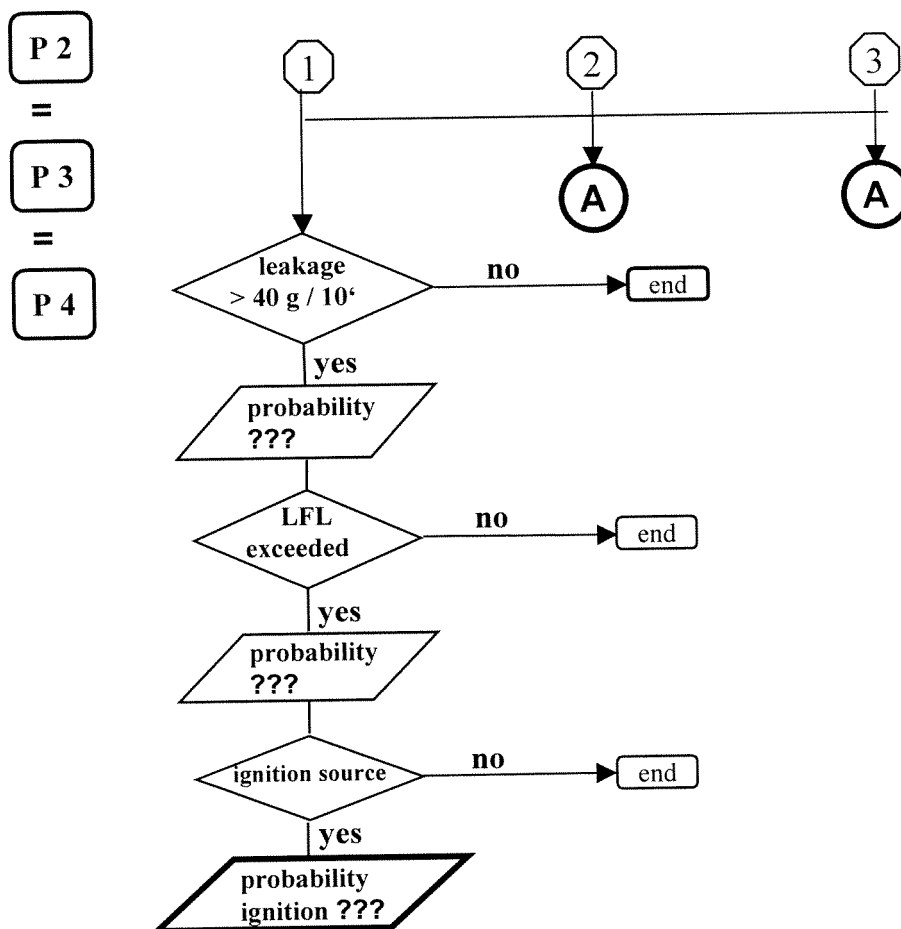 P 2
=
P 3
=
P 4
1
2
3
A
A
leakage
> 40 g / 10‘
no
end
yes
probability
???
LFL
exceeded
no
end
yes
probability
???
ignition source
no
end
yes
probability
ignition ???